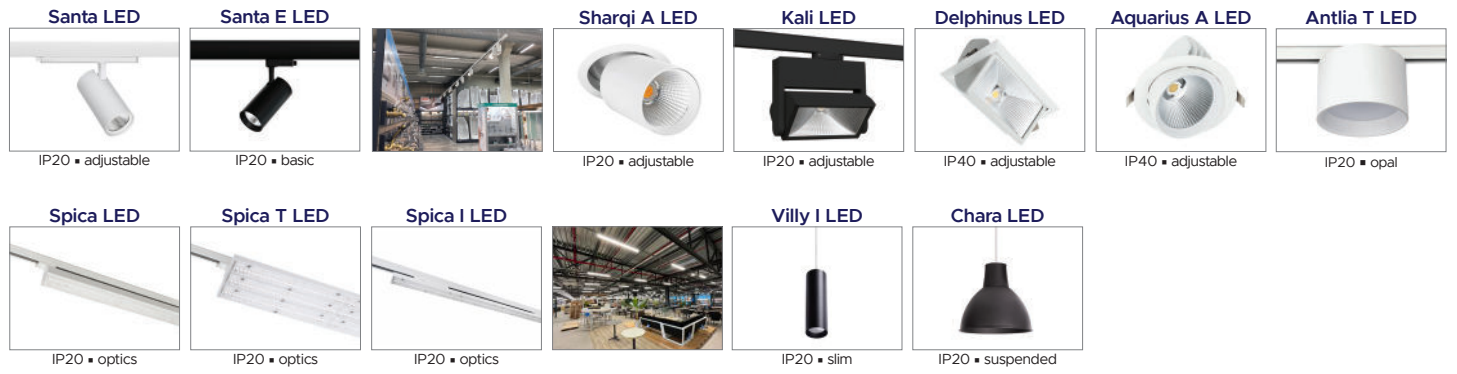 Santa LED
Santa E LED
Sharqi A LED
Kali LED
Delphinus LED
Aquarius A LED
Antlia T LED
IP20 ▪ adjustable
IP20 ▪ basic
IP20 ▪ adjustable
IP20 ▪ adjustable
IP40 ▪ adjustable
IP40 ▪ adjustable
IP20 ▪ opal
Spica LED
Spica T LED
Spica I LED
Villy I LED
Chara LED
IP20 ▪ optics
IP20 ▪ optics
IP20 ▪ optics
IP20 ▪ slim
IP20 ▪ suspended